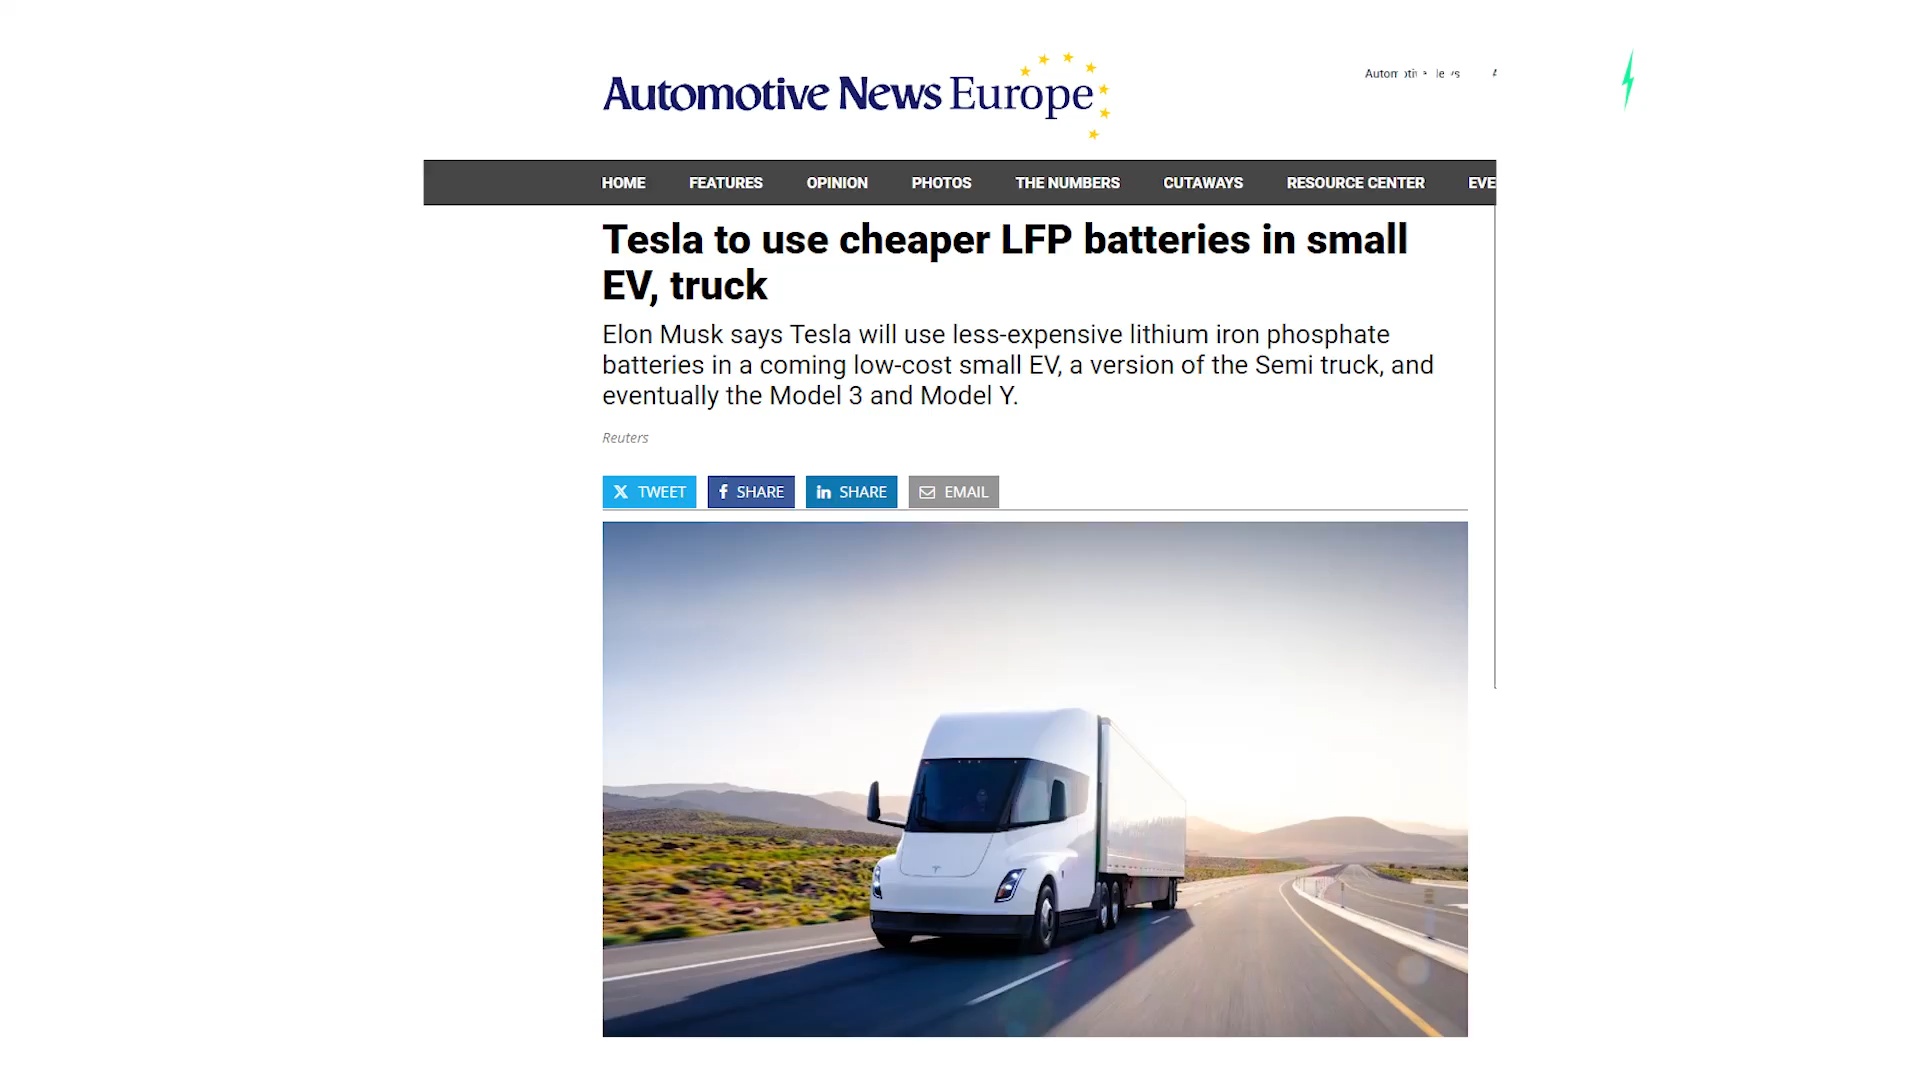 Automotive News Europe
HOME FEATURES OPINION PHOTOS THE NUMBERS CUTAWAYS RESOURCE CENTER EVE
Tesla to use cheaper LFP batteries in small
EV, truck
Elon Musk says Tesla will use less-expensive lithium iron phosphate
batteries in a coming low-cost small EV, a version of the Semi truck, and
eventually the Model 3 and Model Y.
Reuters
TWEET SHARE SHARE EMAIL